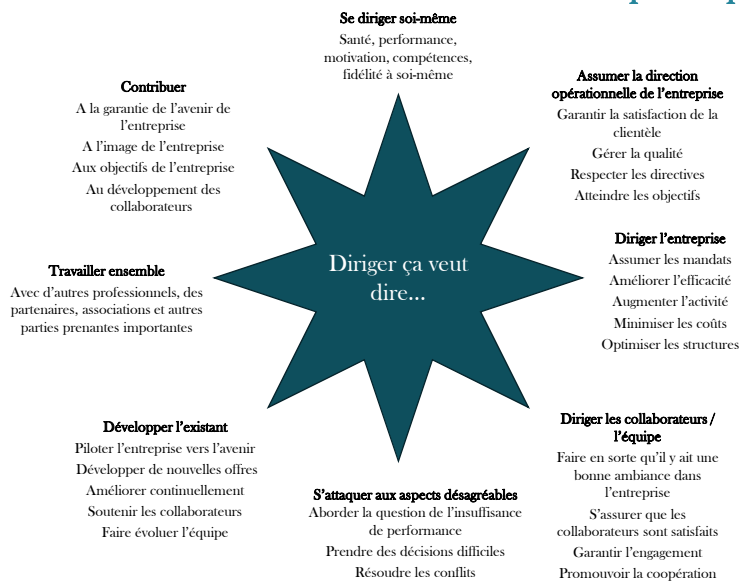 Se diriger soi-même
Santé, performance,
motivation, compétences,
fidélité à soi-même
Assumer la direction
opérationnelle de l'entreprise
Garantir la satisfaction de la
clientèle
Gérer la qualité
Respecter les directives
Atteindre les objectifs
Diriger l'entreprise
Assumer les mandats
Améliorer l'efficacité
Augmenter l'activité
Minimiser les coûts
Optimiser les structures
Diriger les collaborateurs /
l'équipe
Faire en sorte qu'il y ait une
bonne ambiance dans
l'entreprise
S'assurer que les
collaborateurs sont satisfaits
Garantir l'engagement
Promouvoir la coopération
S'attaquer aux aspects désagréables
Aborder la question de l'insuffisance
de performance
Prendre des décisions difficiles
Résoudre les conflits
Développer l'existant
Piloter l'entreprise vers l'avenir
Développer de nouvelles offres
Améliorer continuellement
Soutenir les collaborateurs
Faire évoluer l'équipe
Travailler ensemble
Avec d'autres professionnels, des
partenaires, associations et autres
parties prenantes importantes
Contribuer
A la garantie de l'avenir de
l'entreprise
A l'image de l'entreprise
Aux objectifs de l'entreprise
Au développement des
collaborateurs
Diriger ça veut
dire...